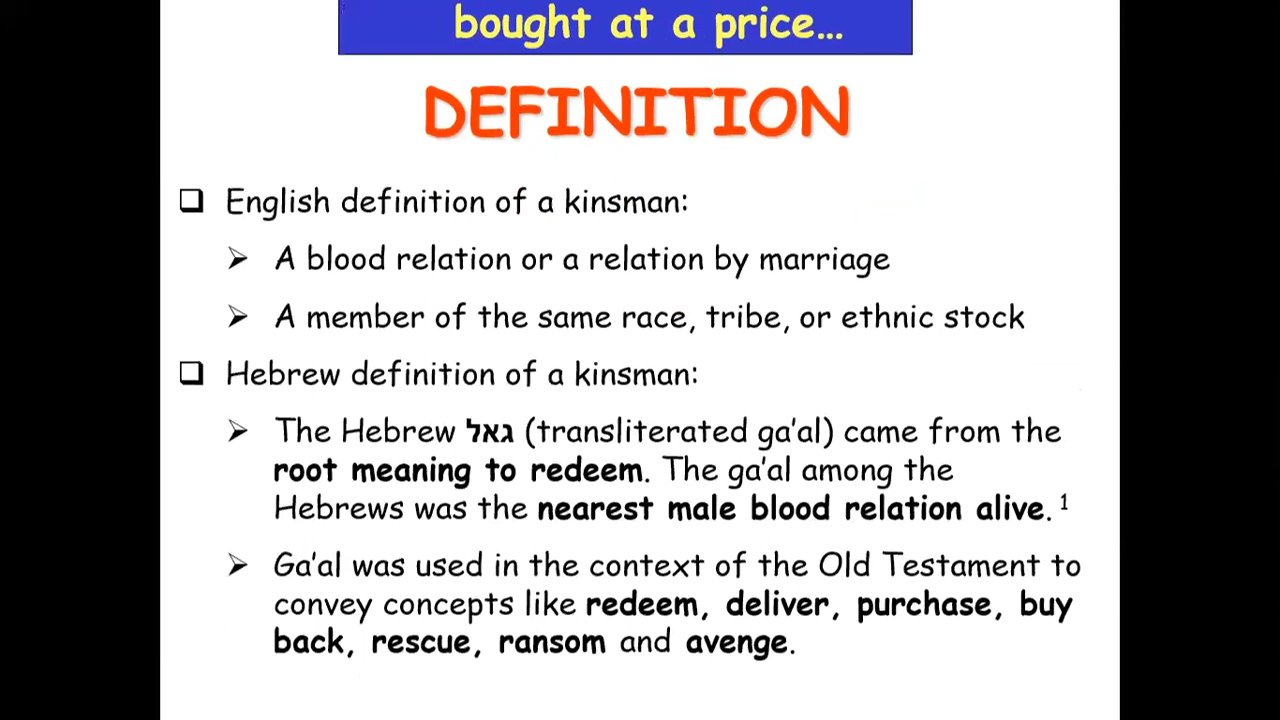 bought at a price…
DEFINITION
❑ English definition of a kinsman:
➢ A blood relation or a relation by marriage
➢ A member of the same race, tribe, or ethnic stock
❑ Hebrew definition of a kinsman:
➢ The Hebrew גאל (transliterated ga’al) came from the
root meaning to redeem. The ga’al among the
Hebrews was the nearest male blood relation alive. 1
➢ Ga’al was used in the context of the Old Testament to
convey concepts like redeem, deliver, purchase, buy
back, rescue, ransom and avenge.